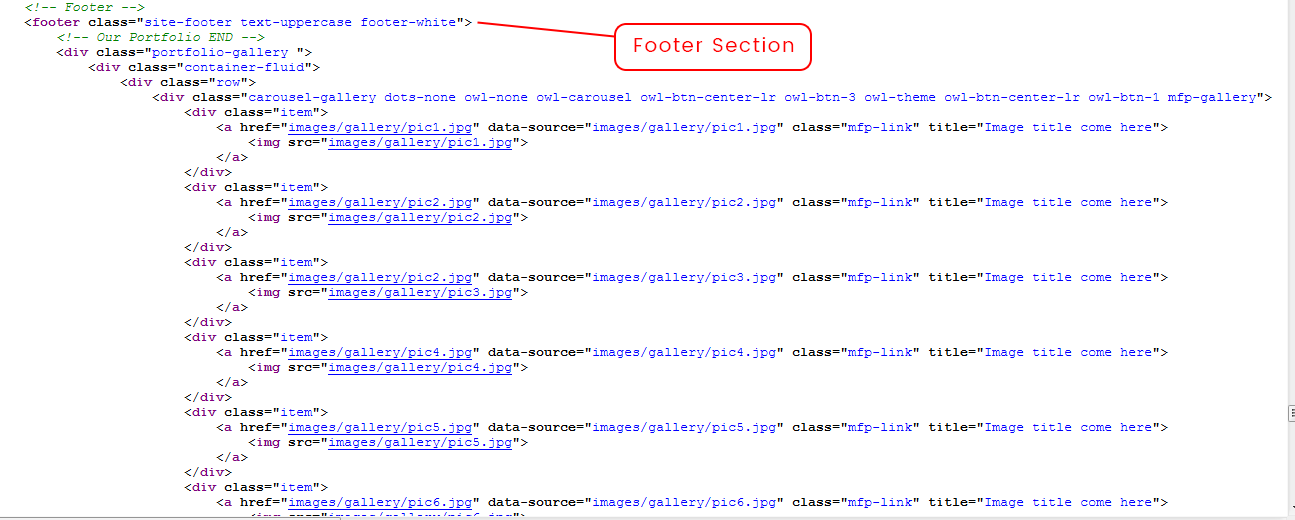 <!-- Footer -->
<footer class="site-footer text-uppercase footer-white">
Footer Section
<!-- Our Portfolio END -->
<div class="portfolio-gallery ">
<div class="container-fluid">
<div class="row">
<div class="carousel-gallery dots-none owl-none owl-carousel owl-btn-center-lr owl-btn-3 owl-theme owl-btn-center-lr owl-btn-1 mfp-gallery">
<div class="item">
<a href="images/gallery/pic1.jpg" data-source="images/gallery/pic1.jpg" class="mfp-link" title="Image title come here">
<img src="images/gallery/pic1.jpg">
</a>
</div>
<div class="item">
<a href="images/gallery/pic2.jpg" data-source="images/gallery/pic2.jpg" class="mfp-link" title="Image title come here">
<img src="images/gallery/pic2.jpg">
</a>
</div>
<div class="item">
<a href="images/gallery/pic2.jpg" data-source="images/gallery/pic3.jpg" class="mfp-link" title="Image title come here">
<img src="images/gallery/pic3.jpg">
</a>
</div>
<div class="item">
<a href="images/gallery/pic4.jpg" data-source="images/gallery/pic4.jpg" class="mfp-link" title="Image title come here">
<img src="images/gallery/pic4.jpg">
</a>
</div>
<div class="item">
<a href="images/gallery/pic5.jpg" data-source="images/gallery/pic5.jpg" class="mfp-link" title="Image title come here">
<img src="images/gallery/pic5.jpg">
</a>
</div>
<div class="item">
<a href="images/gallery/pic6.jpg" data-source="images/gallery/pic6.jpg" class="mfp-link" title="Image title come here">